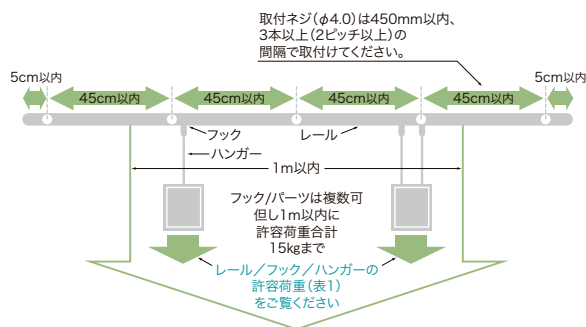 取付ネジ(φ4.0)は450mm以内、
3本以上(2ピッチ以上)の
間隔で取付けてください。
5cm以内
45cm以内
45cm以内
45cm以内
45cm以内
5cm以内
フック
レール
ハンガー
1m以内
フック/パーツは複数可
但し1m以内に
許容荷重合計
15kgまで
レール／フック／ハンガーの
許容荷重(表1)
をご覧ください